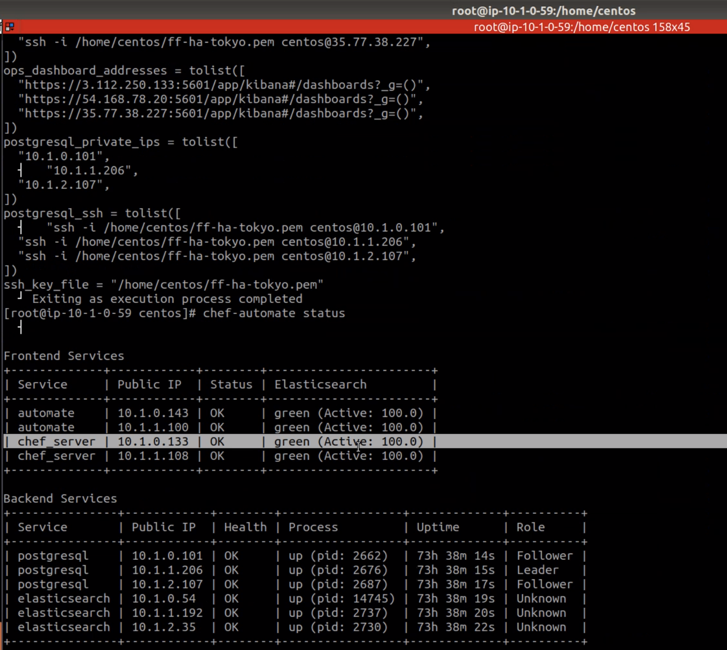 root@ip-10-1-0-59:/home/centos
root@ip-10-1-0-59:/home/centos 158x45
"ssh -i /home/centos/ff-ha-tokyo.pem centos@35.77.38.227",
])
ops_dashboard_addresses = tolist([
"https://3.112.250.133:5601/app/kibana#/dashboards?_g=()",
"https://54.168.78.20:5601/app/kibana#/dashboards?_g=()",
"https://35.77.38.227:5601/app/kibana#/dashboards?_g=()",
])
postgresql_private_ips = tolist([
"10.1.0.101",
┤ "10.1.1.206",
"10.1.2.107",
])
postgresql_ssh = tolist([
┤ "ssh -i /home/centos/ff-ha-tokyo.pem centos@10.1.0.101",
"ssh -i /home/centos/ff-ha-tokyo.pem centos@10.1.1.206",
"ssh -i /home/centos/ff-ha-tokyo.pem centos@10.1.2.107",
])
ssh_key_file = "/home/centos/ff-ha-tokyo.pem"
┘ Exiting as execution process completed
[root@ip-10-1-0-59 centos]# chef-automate status
┤
Frontend Services
+-------------+------------+--------+-----------------------+
| Service | Public IP | Status | Elasticsearch |
+-------------+------------+--------+-----------------------+
| automate | 10.1.0.143 | OK | green (Active: 100.0) |
| automate | 10.1.1.100 | OK | green (Active: 100.0) |
| chef_server | 10.1.0.133 | OK | green (Active: 100.0) |
| chef_server | 10.1.1.108 | OK | green (Active: 100.0) |
+-------------+------------+--------+-----------------------+
Backend Services
+---------------+------------+--------+-----------------+-------------+----------+
| Service | Public IP | Health | Process | Uptime | Role |
+---------------+------------+--------+-----------------+-------------+----------+
| postgresql | 10.1.0.101 | OK | up (pid: 2662) | 73h 38m 14s | Follower |
| postgresql | 10.1.1.206 | OK | up (pid: 2676) | 73h 38m 15s | Leader |
| postgresql | 10.1.2.107 | OK | up (pid: 2687) | 73h 38m 17s | Follower |
| elasticsearch | 10.1.0.54 | OK | up (pid: 14745) | 73h 38m 19s | Unknown |
| elasticsearch | 10.1.1.192 | OK | up (pid: 2737) | 73h 38m 20s | Unknown |
| elasticsearch | 10.1.2.35 | OK | up (pid: 2730) | 73h 38m 22s | Unknown |
+---------------+------------+--------+-----------------+-------------+----------+